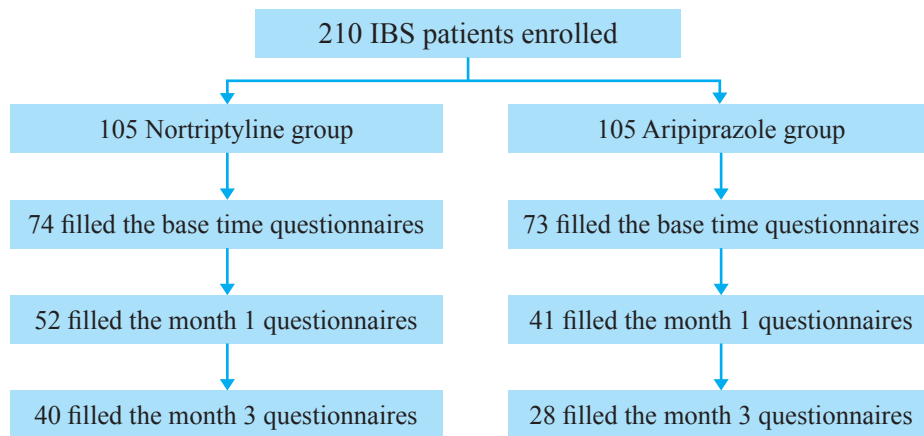 210 IBS patients enrolled
105 Nortriptyline group
105 Aripiprazole group
74 filled the base time questionnaires
73 filled the base time questionnaires
52 filled the month 1 questionnaires
41 filled the month 1 questionnaires
40 filled the month 3 questionnaires
28 filled the month 3 questionnaires